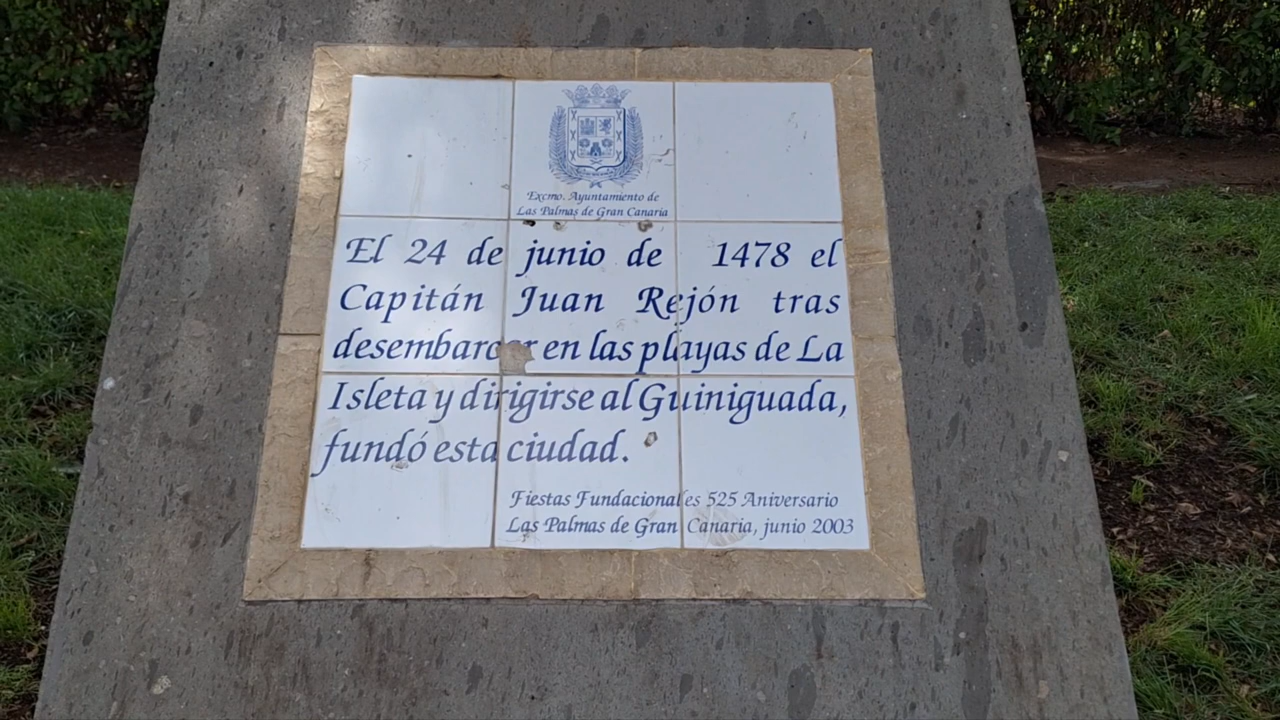 Excmo. Ayuntamiento de
Las Palmas de Gran Canaria
El 24 de junio de 1478 el
Capitán Juan Rejón tras
desembarcar en las playas de La
Isleta y dirigirse al Guiniguada,
fundó esta ciudad.
Fiestas Fundacionales 525 Aniversario
Las Palmas de Gran Canaria, junio 2003